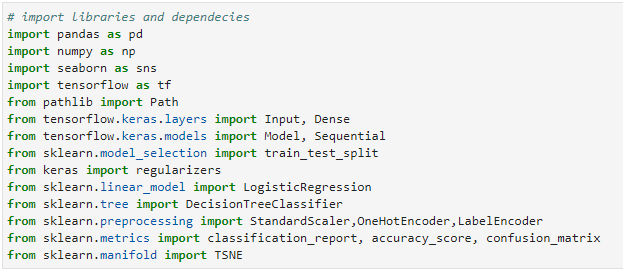 # import libraries and dependecies
import pandas as pd
import numpy as np
import seaborn as sns
import tensorflow as tf
from pathlib import Path
from tensorflow.keras.layers import Input, Dense
from tensorflow.keras.models import Model, Sequential
from sklearn.model_selection import train_test_split
from keras import regularizers
from sklearn.linear_model import LogisticRegression
from sklearn.tree import DecisionTreeClassifier
from sklearn.preprocessing import StandardScaler,OneHotEncoder,LabelEncoder
from sklearn.metrics import classification_report, accuracy_score, confusion_matrix
from sklearn.manifold import TSNE